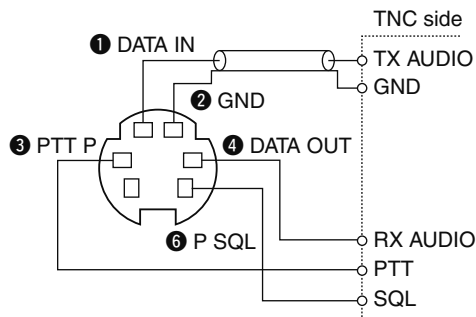 TNC side
❶ DATA IN
TX AUDIO
❷ GND
GND
❸ PTT P
❹ DATA OUT
❻ P SQL
RX AUDIO
PTT
SQL